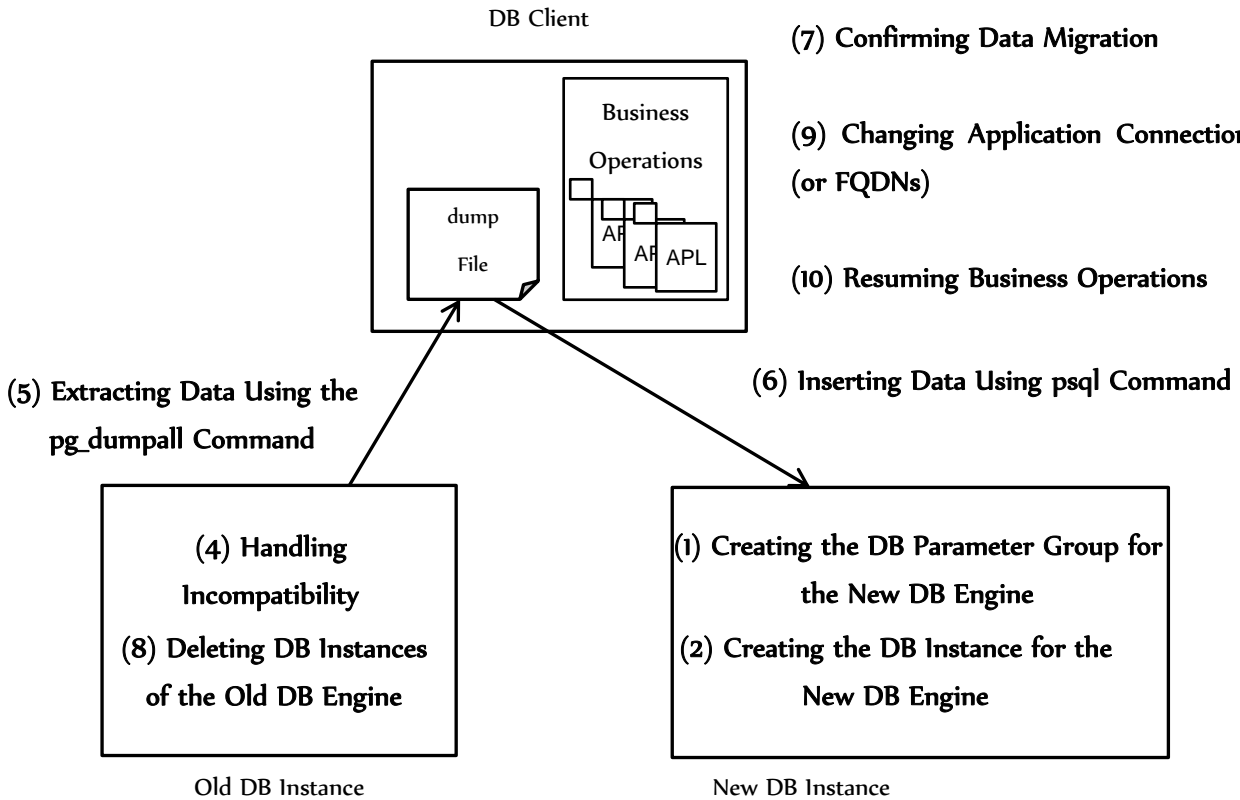 DB Client
(7) Confirming Data Migration
Business
Operations
(9) Changing Application Connection
(or FQDNs)
dump
File
AP
AP
APL
(10) Resuming Business Operations
(5) Extracting Data Using the
pg_dumpall Command
(6) Inserting Data Using psql Command
(4) Handling
Incompatibility
(8) Deleting DB Instances
of the Old DB Engine
(1) Creating the DB Parameter Group for
the New DB Engine
(2) Creating the DB Instance for the
New DB Engine
Old DB Instance
New DB Instance